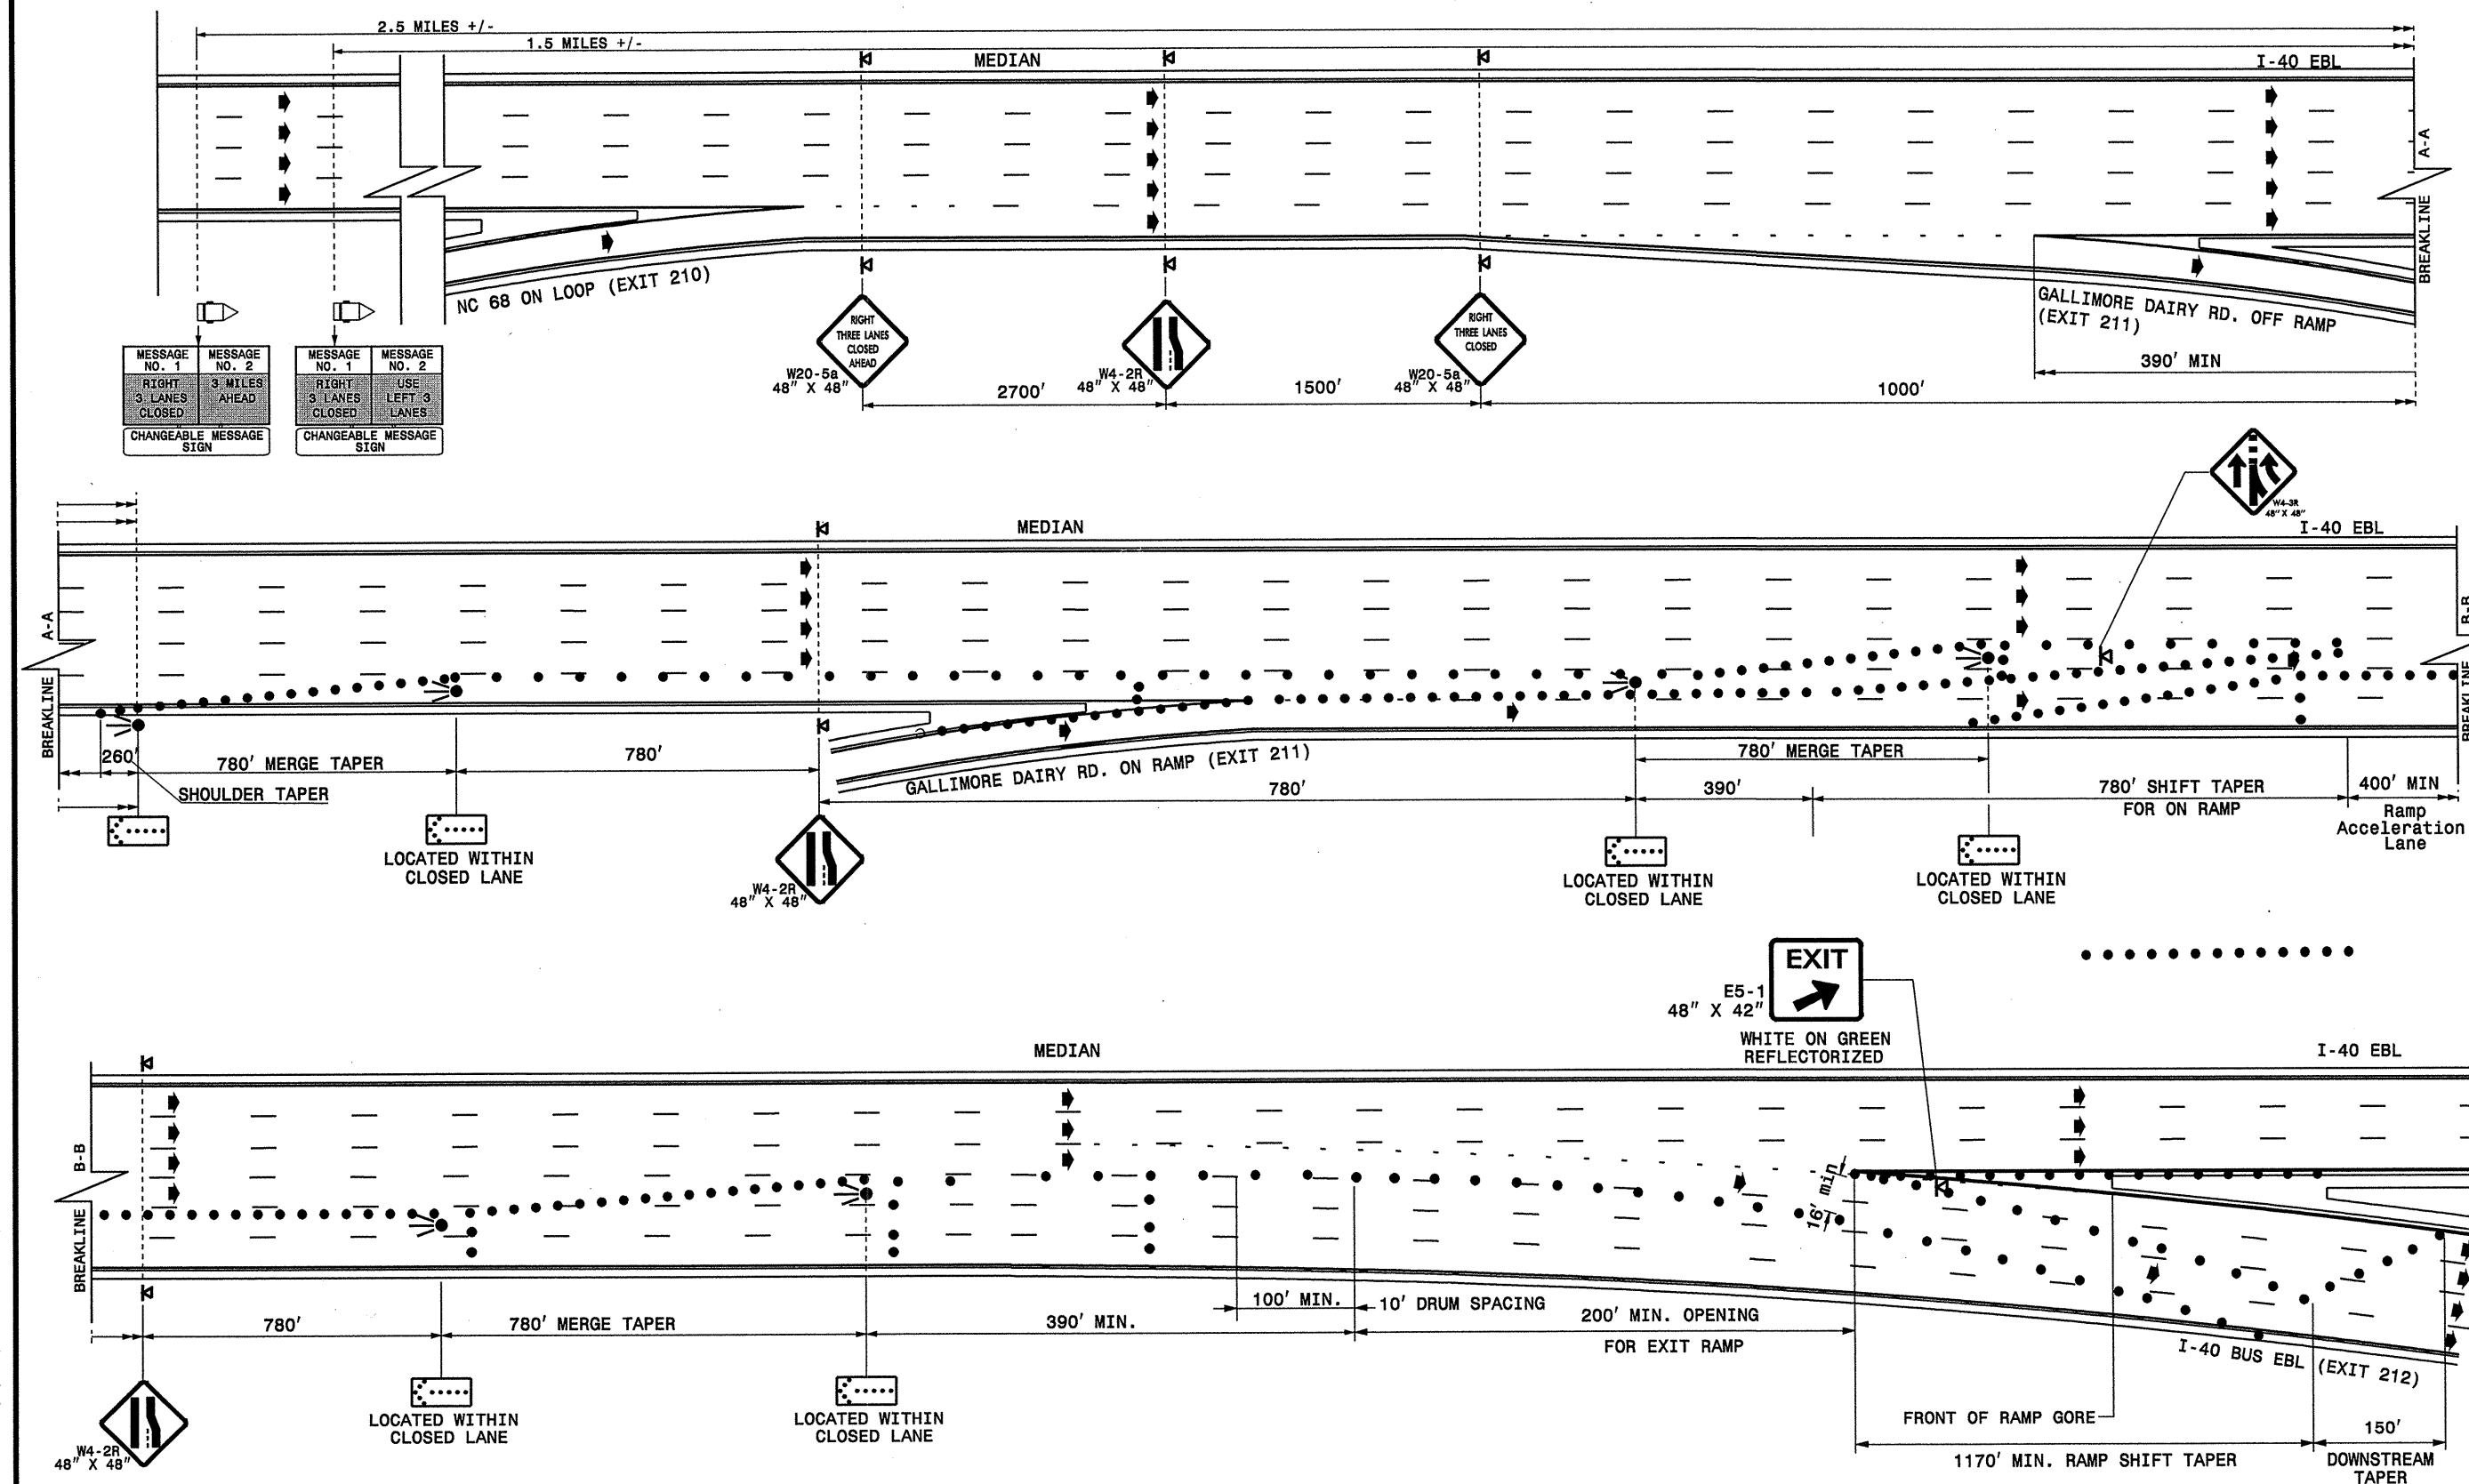 2.5 MILES +/-
1.5 MILES +/-
MEDIAN
I-40 EBL
A-A
BREAKLINE
NC 68 ON LOOP (EXIT 210)
GALLIMORE DAIRY RD. OFF RAMP
(EXIT 211)
390' MIN
MESSAGE NO. 1
MESSAGE NO. 2
RIGHT
3 LANES
CLOSED
3 MILES
AHEAD
CHANGEABLE MESSAGE
SIGN
MESSAGE NO. 1
MESSAGE NO. 2
RIGHT
3 LANES
CLOSED
USE
LEFT 3
LANES
CHANGEABLE MESSAGE
SIGN
RIGHT
THREE LANES
CLOSED
AHEAD
W20-5a
48" X 48"
2700'
W4-2R
48" X 48"
1500'
RIGHT
THREE LANES
CLOSED
W20-5a
48" X 48"
1000'
W4-3R
48" X 48"
MEDIAN
I-40 EBL
A-A
BREAKLINE
B-B
BREAKLINE
260'
SHOULDER TAPER
780' MERGE TAPER
780'
GALLIMORE DAIRY RD. ON RAMP (EXIT 211)
780'
780' MERGE TAPER
390'
780' SHIFT TAPER
FOR ON RAMP
400' MIN
Ramp
Acceleration
Lane
LOCATED WITHIN
CLOSED LANE
W4-2R
48" X 48"
LOCATED WITHIN
CLOSED LANE
LOCATED WITHIN
CLOSED LANE
EXIT
E5-1
48" X 42"
WHITE ON GREEN
REFLECTORIZED
MEDIAN
I-40 EBL
B-B
BREAKLINE
16' min
780'
780' MERGE TAPER
390' MIN.
100' MIN.
10' DRUM SPACING
200' MIN. OPENING
FOR EXIT RAMP
I-40 BUS EBL (EXIT 212)
W4-2R
48" X 48"
LOCATED WITHIN
CLOSED LANE
LOCATED WITHIN
CLOSED LANE
FRONT OF RAMP GORE
1170' MIN. RAMP SHIFT TAPER
150'
DOWNSTREAM
TAPER